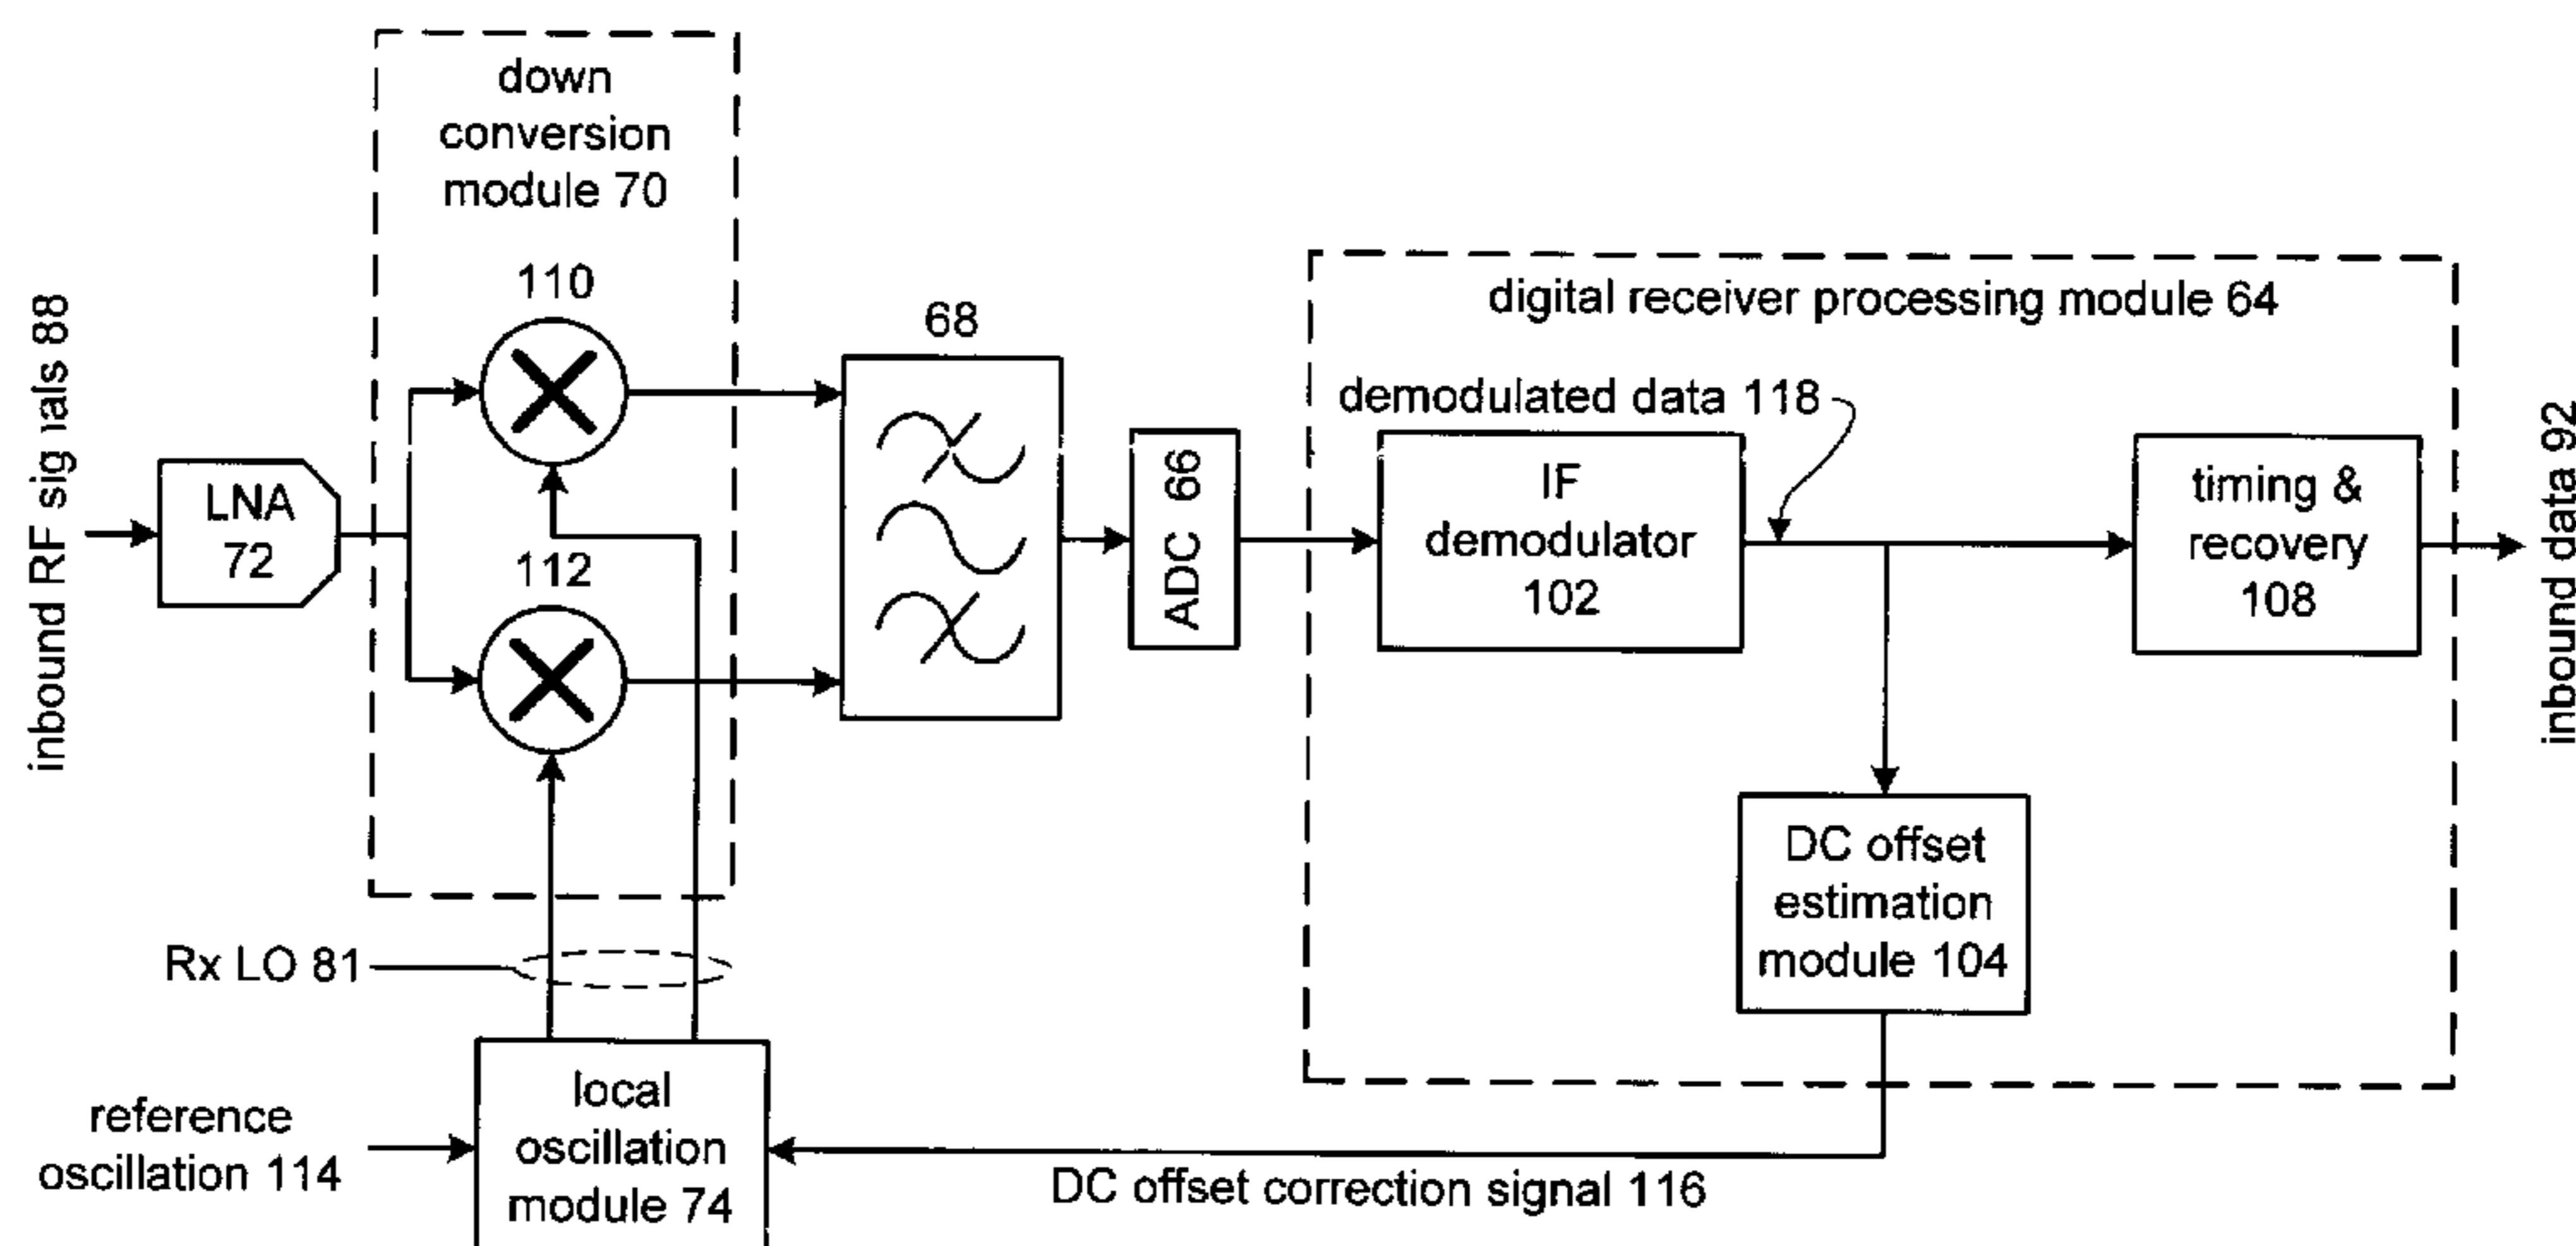 down
conversion
module 70
110
112
inbound RF sig ials 88
LNA
72
68
ADC 66
digital receiver processing module 64
demodulated data 118
IF
demodulator
102
timing &
recovery
108
inbound data 92
DC offset
estimation
module 104
Rx LO 81
reference
oscillation 114
local
oscillation
module 74
DC offset correction signal 116